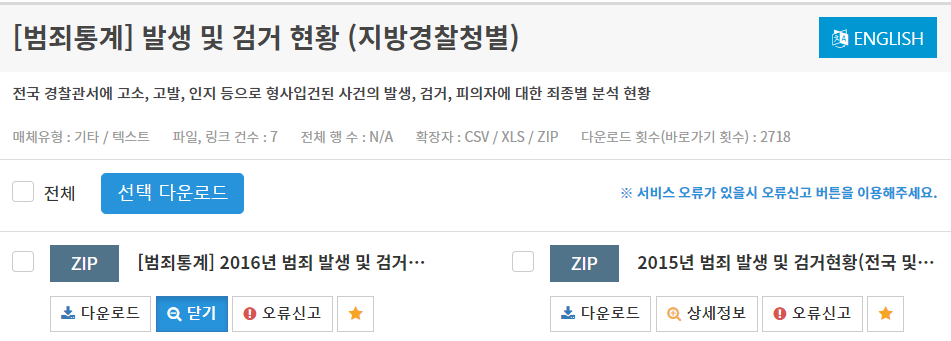 [범죄통계] 발생 및 검거 현황 (지방경찰청별)
ENGLISH
전국 경찰관서에 고소, 고발, 인지 등으로 형사입건된 사건의 발생, 검거, 피의자에 대한 죄종별 분석 현황
매체유형 : 기타 / 텍스트 파일, 링크 건수 : 7 전체 행 수 : N/A 확장자 : CSV / XLS / ZIP 다운로드 횟수(바로가기 횟수) : 2718
전체 선택 다운로드 ※ 서비스 오류가 있을시 오류신고 버튼을 이용해주세요.
ZIP [범죄통계] 2016년 범죄 발생 및 검거…
다운로드 닫기 오류신고
ZIP 2015년 범죄 발생 및 검거현황(전국 및…
다운로드 상세정보 오류신고